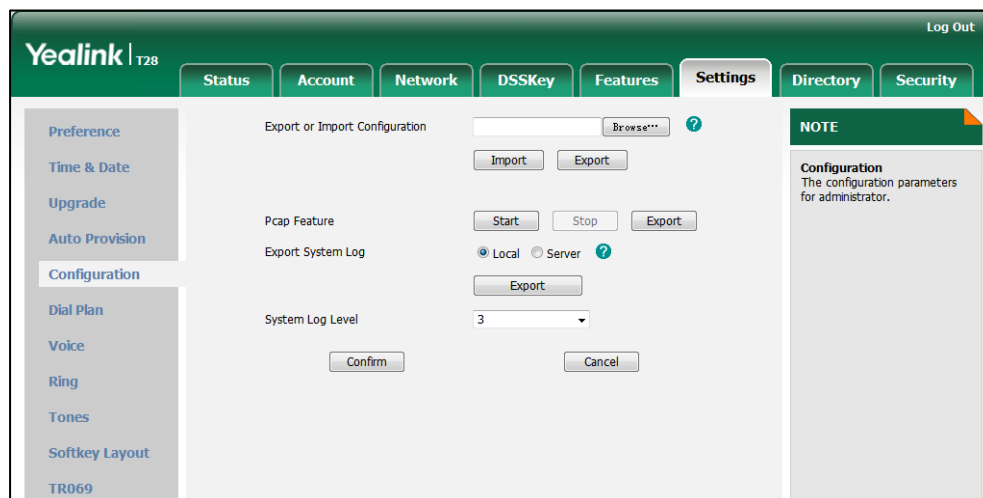 Log Out
Yealink | T28
Status Account Network DSSKey Features Settings Directory Security
Preference
Time & Date
Upgrade
Auto Provision
Configuration
Dial Plan
Voice
Ring
Tones
Softkey Layout
TR069
Export or Import Configuration Browse... ?
Import Export
Pcap Feature Start Stop Export
Export System Log Local Server ?
Export
System Log Level 3
Confirm Cancel
NOTE
Configuration
The configuration parameters
for administrator.